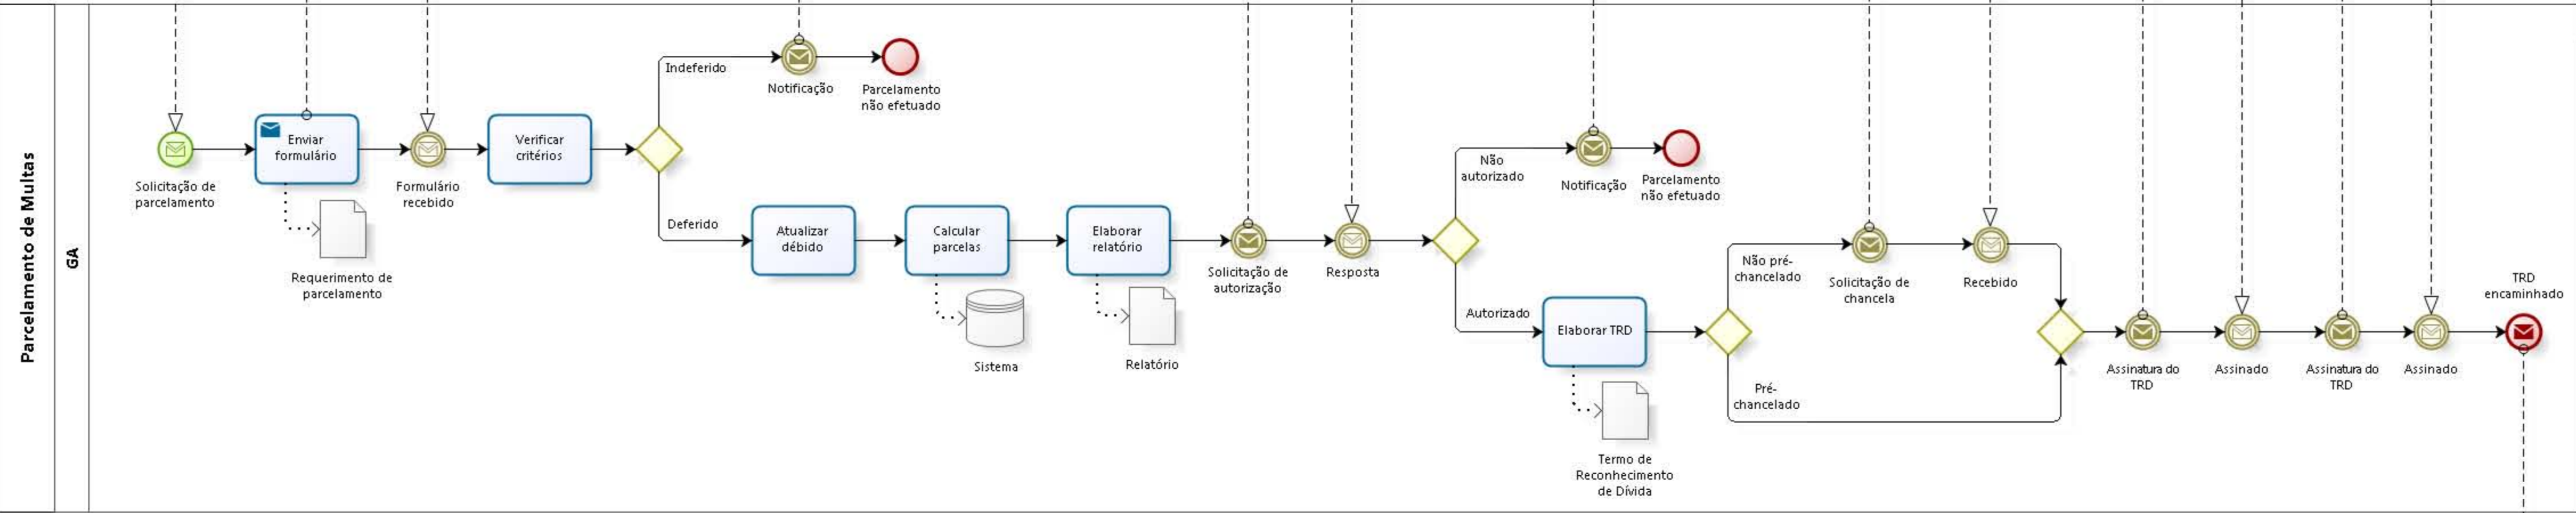 Parcelamento de Multas
GA
Solicitação de
parcelamento
Enviar
formulário
Requerimento de
parcelamento
Formulário
recebido
Verificar
critérios
Indeferido
Notificação
Parcelamento
não efetuado
Deferido
Atualizar
débido
Calcular
parcelas
Sistema
Elaborar
relatório
Relatório
Solicitação de
autorização
Resposta
Não
autorizado
Notificação
Parcelamento
não efetuado
Autorizado
Elaborar TRD
Termo de
Reconhecimento
de Dívida
Não pré-
chancelado
Solicitação de
chancela
Recebido
Pré-
chancelado
Assinatura do
TRD
Assinado
Assinatura do
TRD
Assinado
TRD
encaminhado